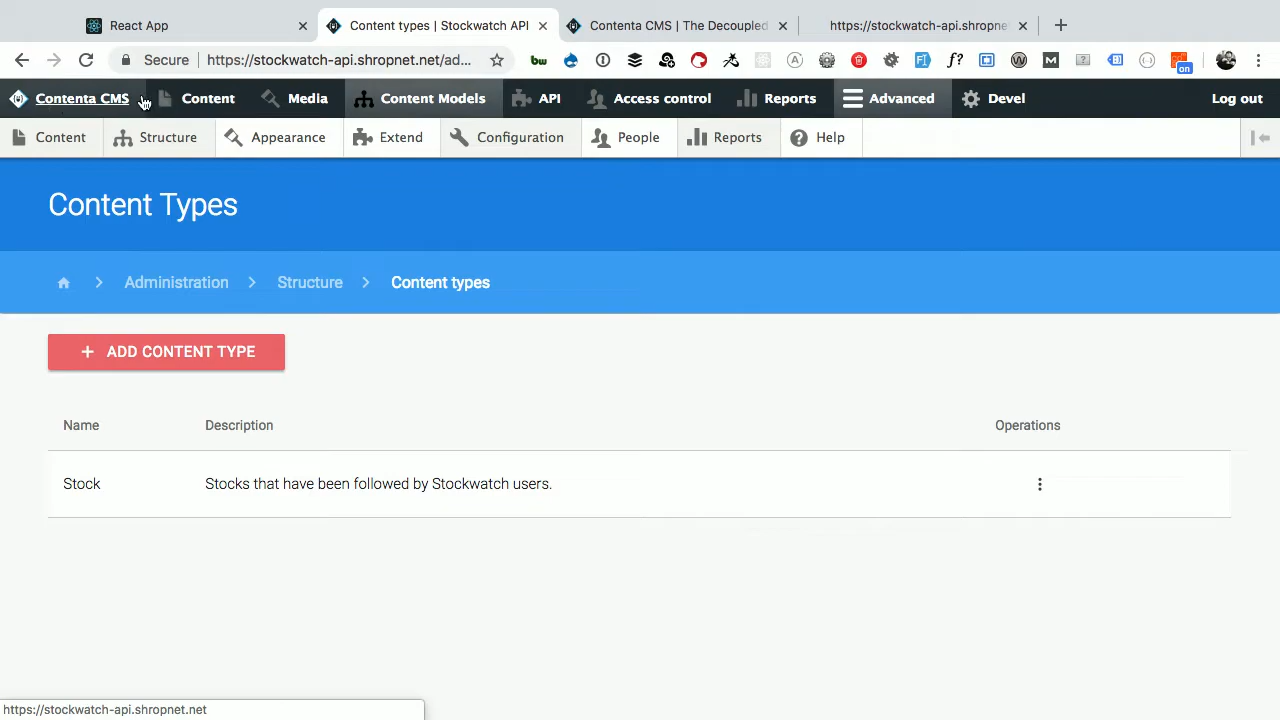 React App
Content types | Stockwatch API
Contenta CMS | The Decoupled
https://stockwatch-api.shropnet
Secure
https://stockwatch-api.shropnet.net/ad...
on
Contenta CMS
Content
Media
Content Models
API
Access control
Reports
Advanced
Devel
Log out
Content
Structure
Appearance
Extend
Configuration
People
Reports
Help
Content Types
Administration
Structure
Content types
+ ADD CONTENT TYPE
Name
Description
Operations
Stock
Stocks that have been followed by Stockwatch users.
https://stockwatch-api.shropnet.net